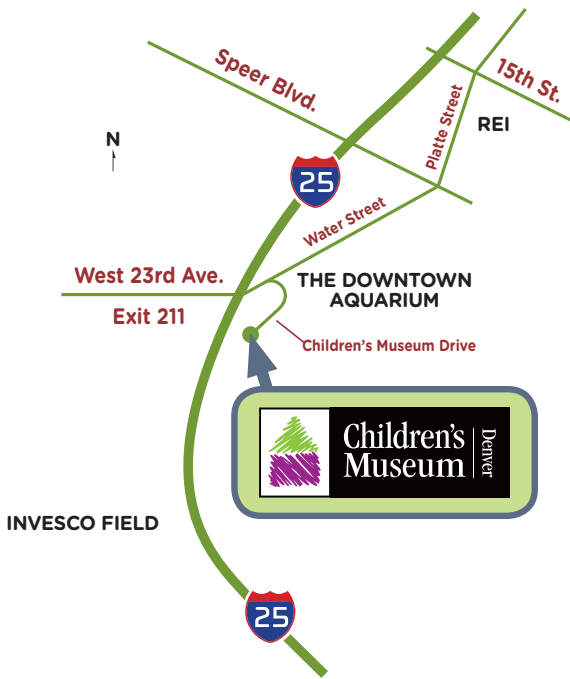 Speer Blvd.
15th St.
Platte Street
REI
N
25
Water Street
West 23rd Ave.
Exit 211
THE DOWNTOWN
AQUARIUM
Children's Museum Drive
Children's
Museum
Denver
INVESCO FIELD
25